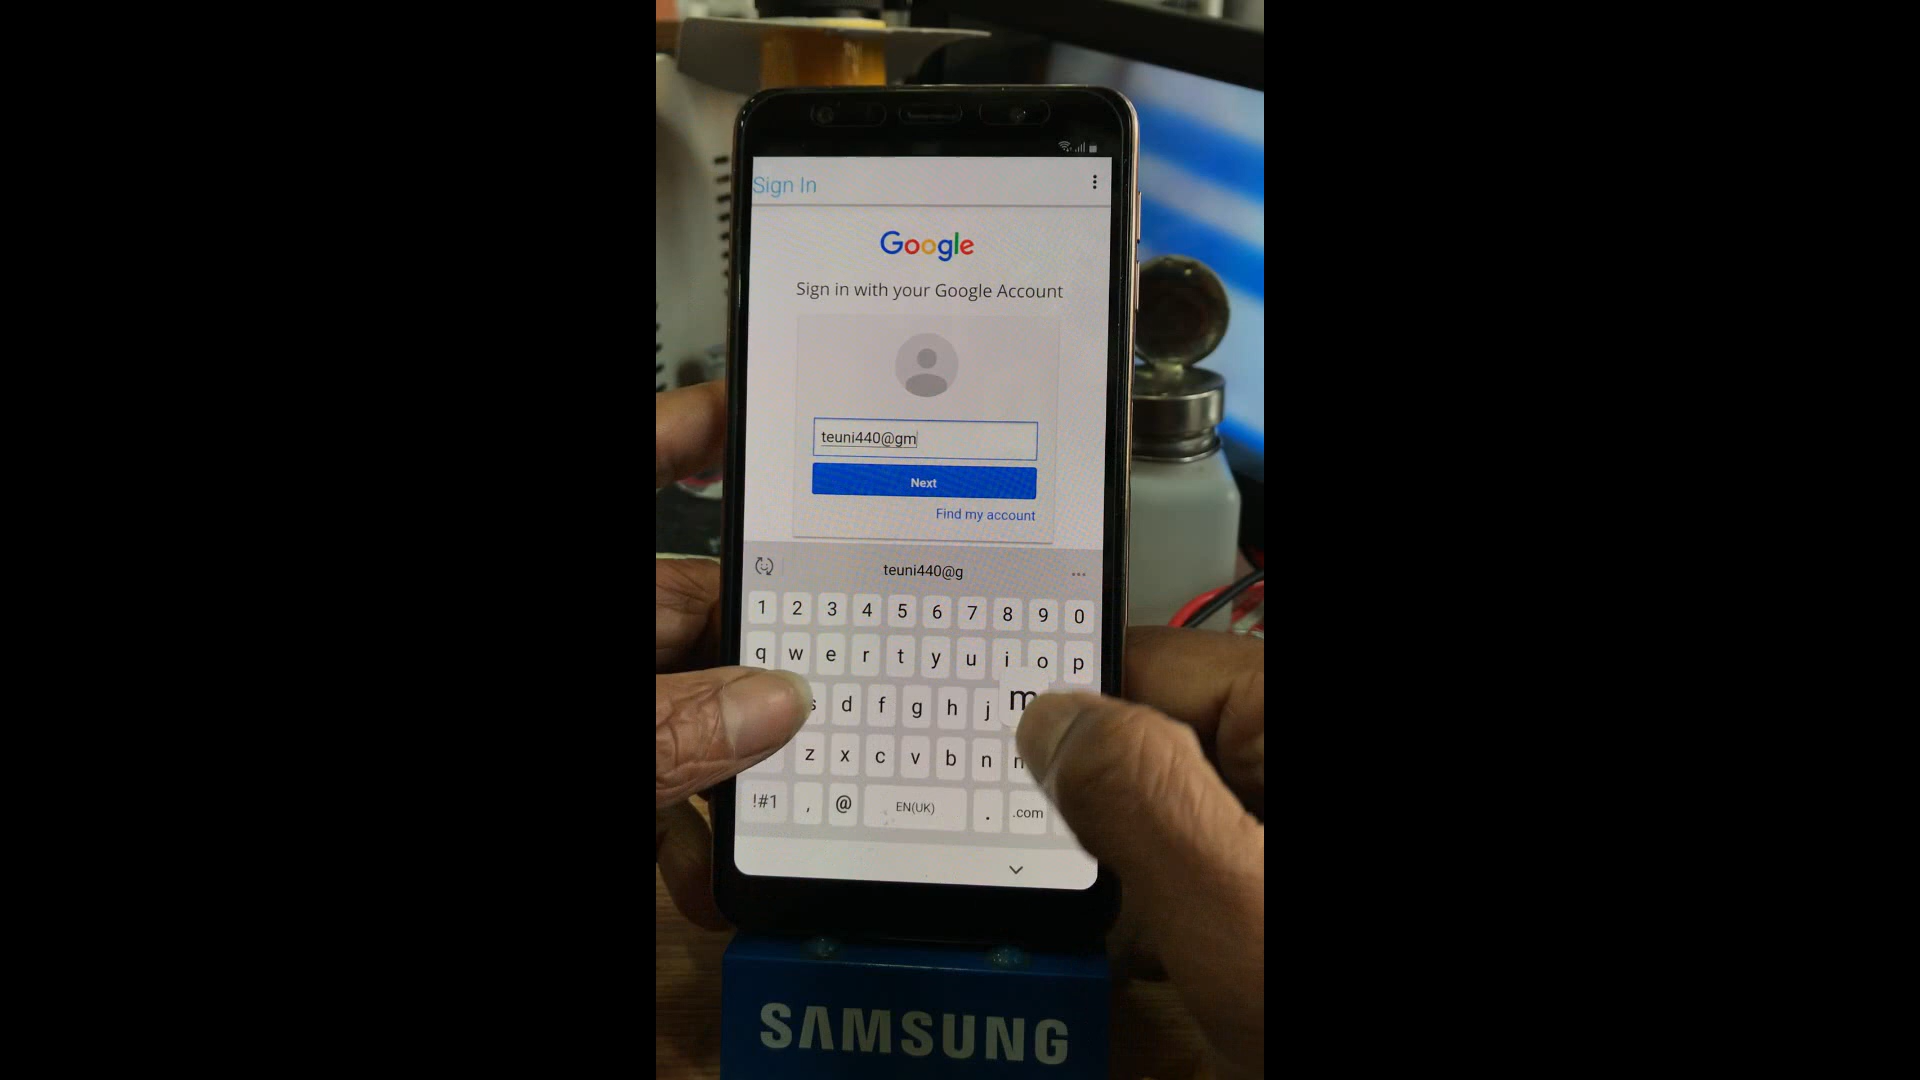 Sign In
Google
Sign in with your Google Account
teuni440@gm
Next
Find my account
teuni440@g
1 2 3 4 5 6 7 8 9 0
q w e r t y u i o p
s d f g h j m
z x c v b n
!#1 , @ EN(UK) . .com
SAMSUNG